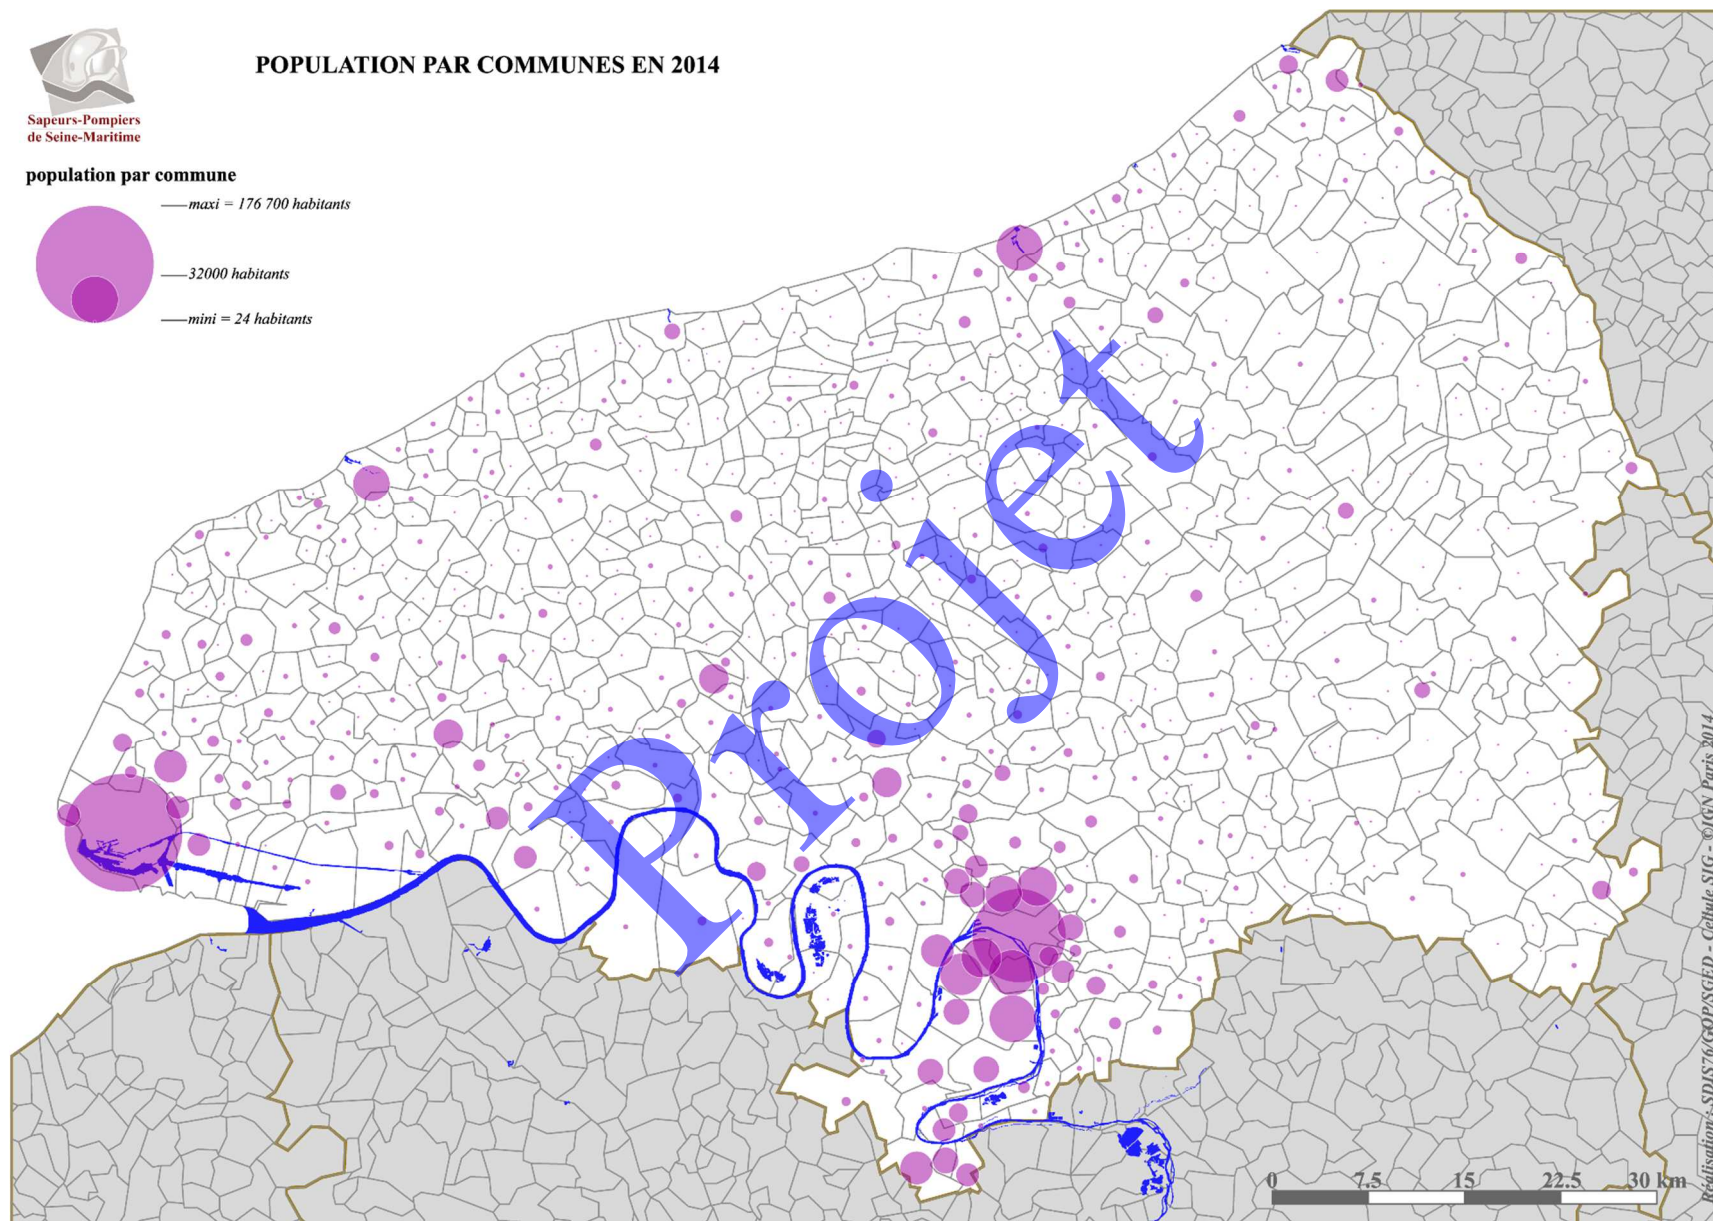 POPULATION PAR COMMUNES EN 2014
Sapeurs-Pompiers
de Seine-Maritime
population par commune
maxi = 176 700 habitants
32000 habitants
mini = 24 habitants
Projet
0 7.5 15 22.5 30 km
Réalisation : SDIS76/GOP/SGED - Cellule SIG - ©IGN Paris 2014